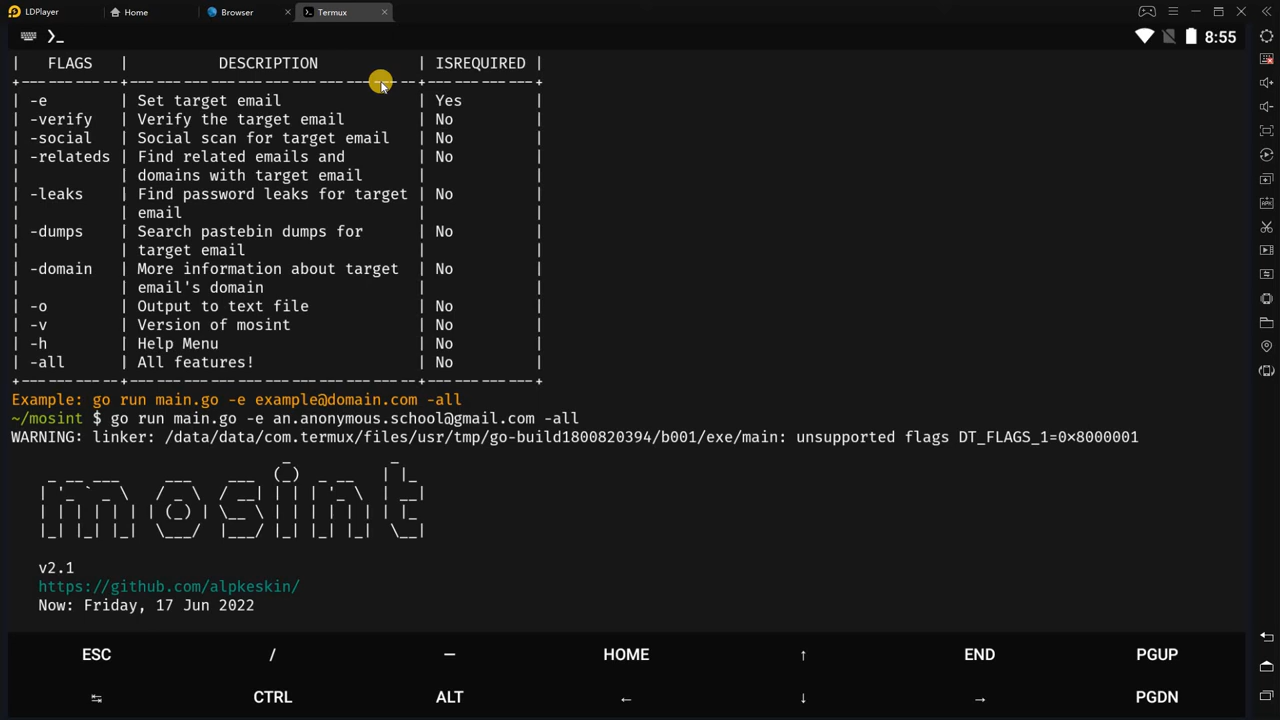 LDPlayer Home Browser Termux
8:55
| FLAGS | DESCRIPTION | ISREQUIRED |
| -e | Set target email | Yes |
| -verify | Verify the target email | No |
| -social | Social scan for target email | No |
| -relateds | Find related emails and | No |
| | domains with target email | |
| -leaks | Find password leaks for target | No |
| | email | |
| -dumps | Search pastebin dumps for | No |
| | target email | |
| -domain | More information about target | No |
| | email's domain | |
| -o | Output to text file | No |
| -v | Version of mosint | No |
| -h | Help Menu | No |
| -all | All features! | No |
Example: go run main.go -e example@domain.com -all
~/mosint $ go run main.go -e an.anonymous.school@gmail.com -all
WARNING: linker: /data/data/com.termux/files/usr/tmp/go-build1800820394/b001/exe/main: unsupported flags DT_FLAGS_1=0×8000001
mosint
v2.1
https://github.com/alpkeskin/
Now: Friday, 17 Jun 2022
ESC / — HOME ↑ END PGUP
↹ CTRL ALT ← ↓ → PGDN